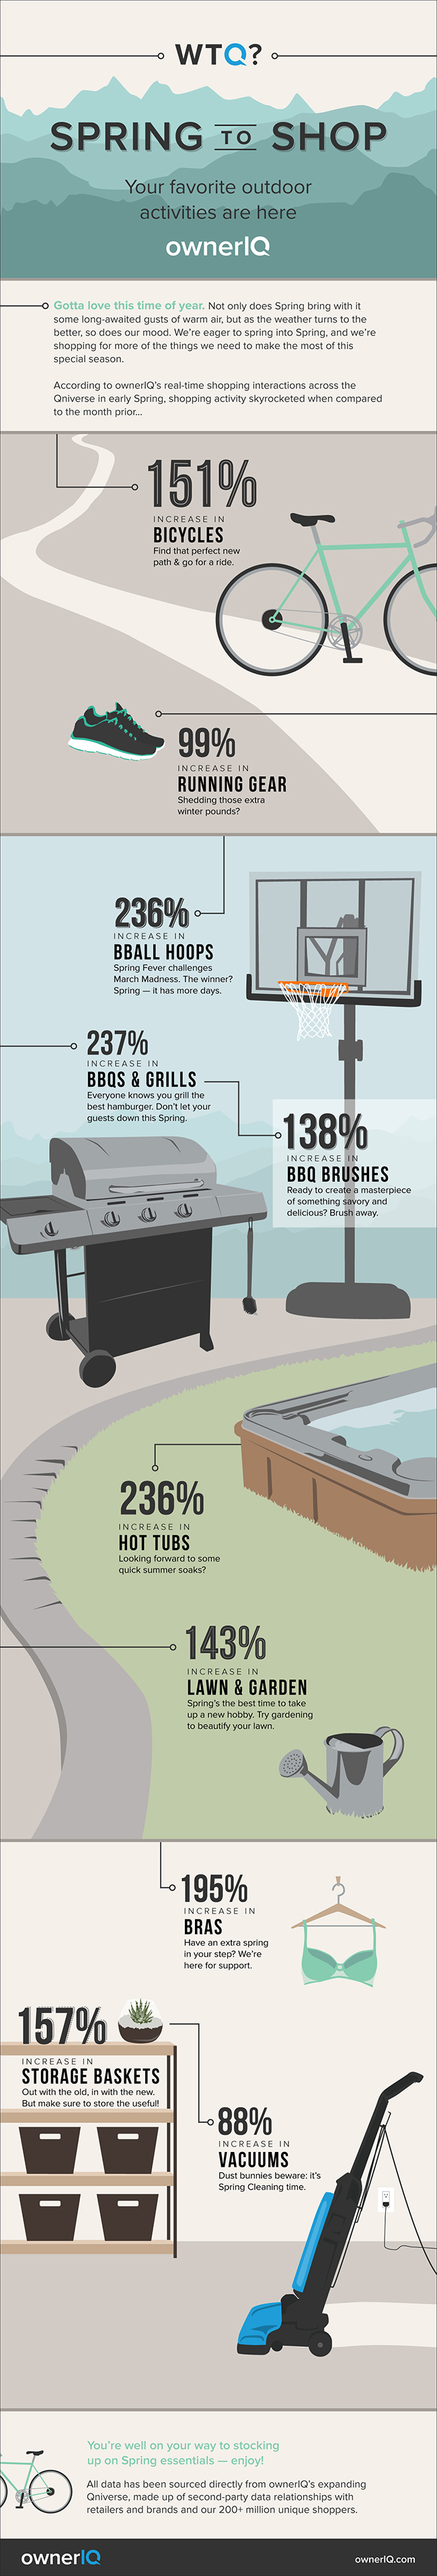 WTQ?
SPRING TO SHOP
Your favorite outdoor
activities are here
ownerIQ
Gotta love this time of year. Not only does Spring bring with it
some long-awaited gusts of warm air, but as the weather turns to the
better, so does our mood. We're eager to spring into Spring, and we're
shopping for more of the things we need to make the most of this
special season.
According to ownerIQ's real-time shopping interactions across the
Qniverse in early Spring, shopping activity skyrocketed when compared
to the month prior...
151%
INCREASE IN
BICYCLES
Find that perfect new
path & go for a ride.
99%
INCREASE IN
RUNNING GEAR
Shedding those extra
winter pounds?
236%
INCREASE IN
BBALL HOOPS
Spring Fever challenges
March Madness. The winner?
Spring — it has more days.
237%
INCREASE IN
BBQS & GRILLS
Everyone knows you grill the
best hamburger. Don't let your
guests down this Spring.
138%
INCREASE IN
BBQ BRUSHES
Ready to create a masterpiece
of something savory and
delicious? Brush away.
236%
INCREASE IN
HOT TUBS
Looking forward to some
quick summer soaks?
143%
INCREASE IN
LAWN & GARDEN
Spring's the best time to take
up a new hobby. Try gardening
to beautify your lawn.
195%
INCREASE IN
BRAS
Have an extra spring
in your step? We're
here for support.
157%
INCREASE IN
STORAGE BASKETS
Out with the old, in with the new.
But make sure to store the useful!
88%
INCREASE IN
VACUUMS
Dust bunnies beware: it's
Spring Cleaning time.
You're well on your way to stocking
up on Spring essentials — enjoy!
All data has been sourced directly from ownerIQ's expanding
Qniverse, made up of second-party data relationships with
retailers and brands and our 200+ million unique shoppers.
ownerIQ
ownerIQ.com